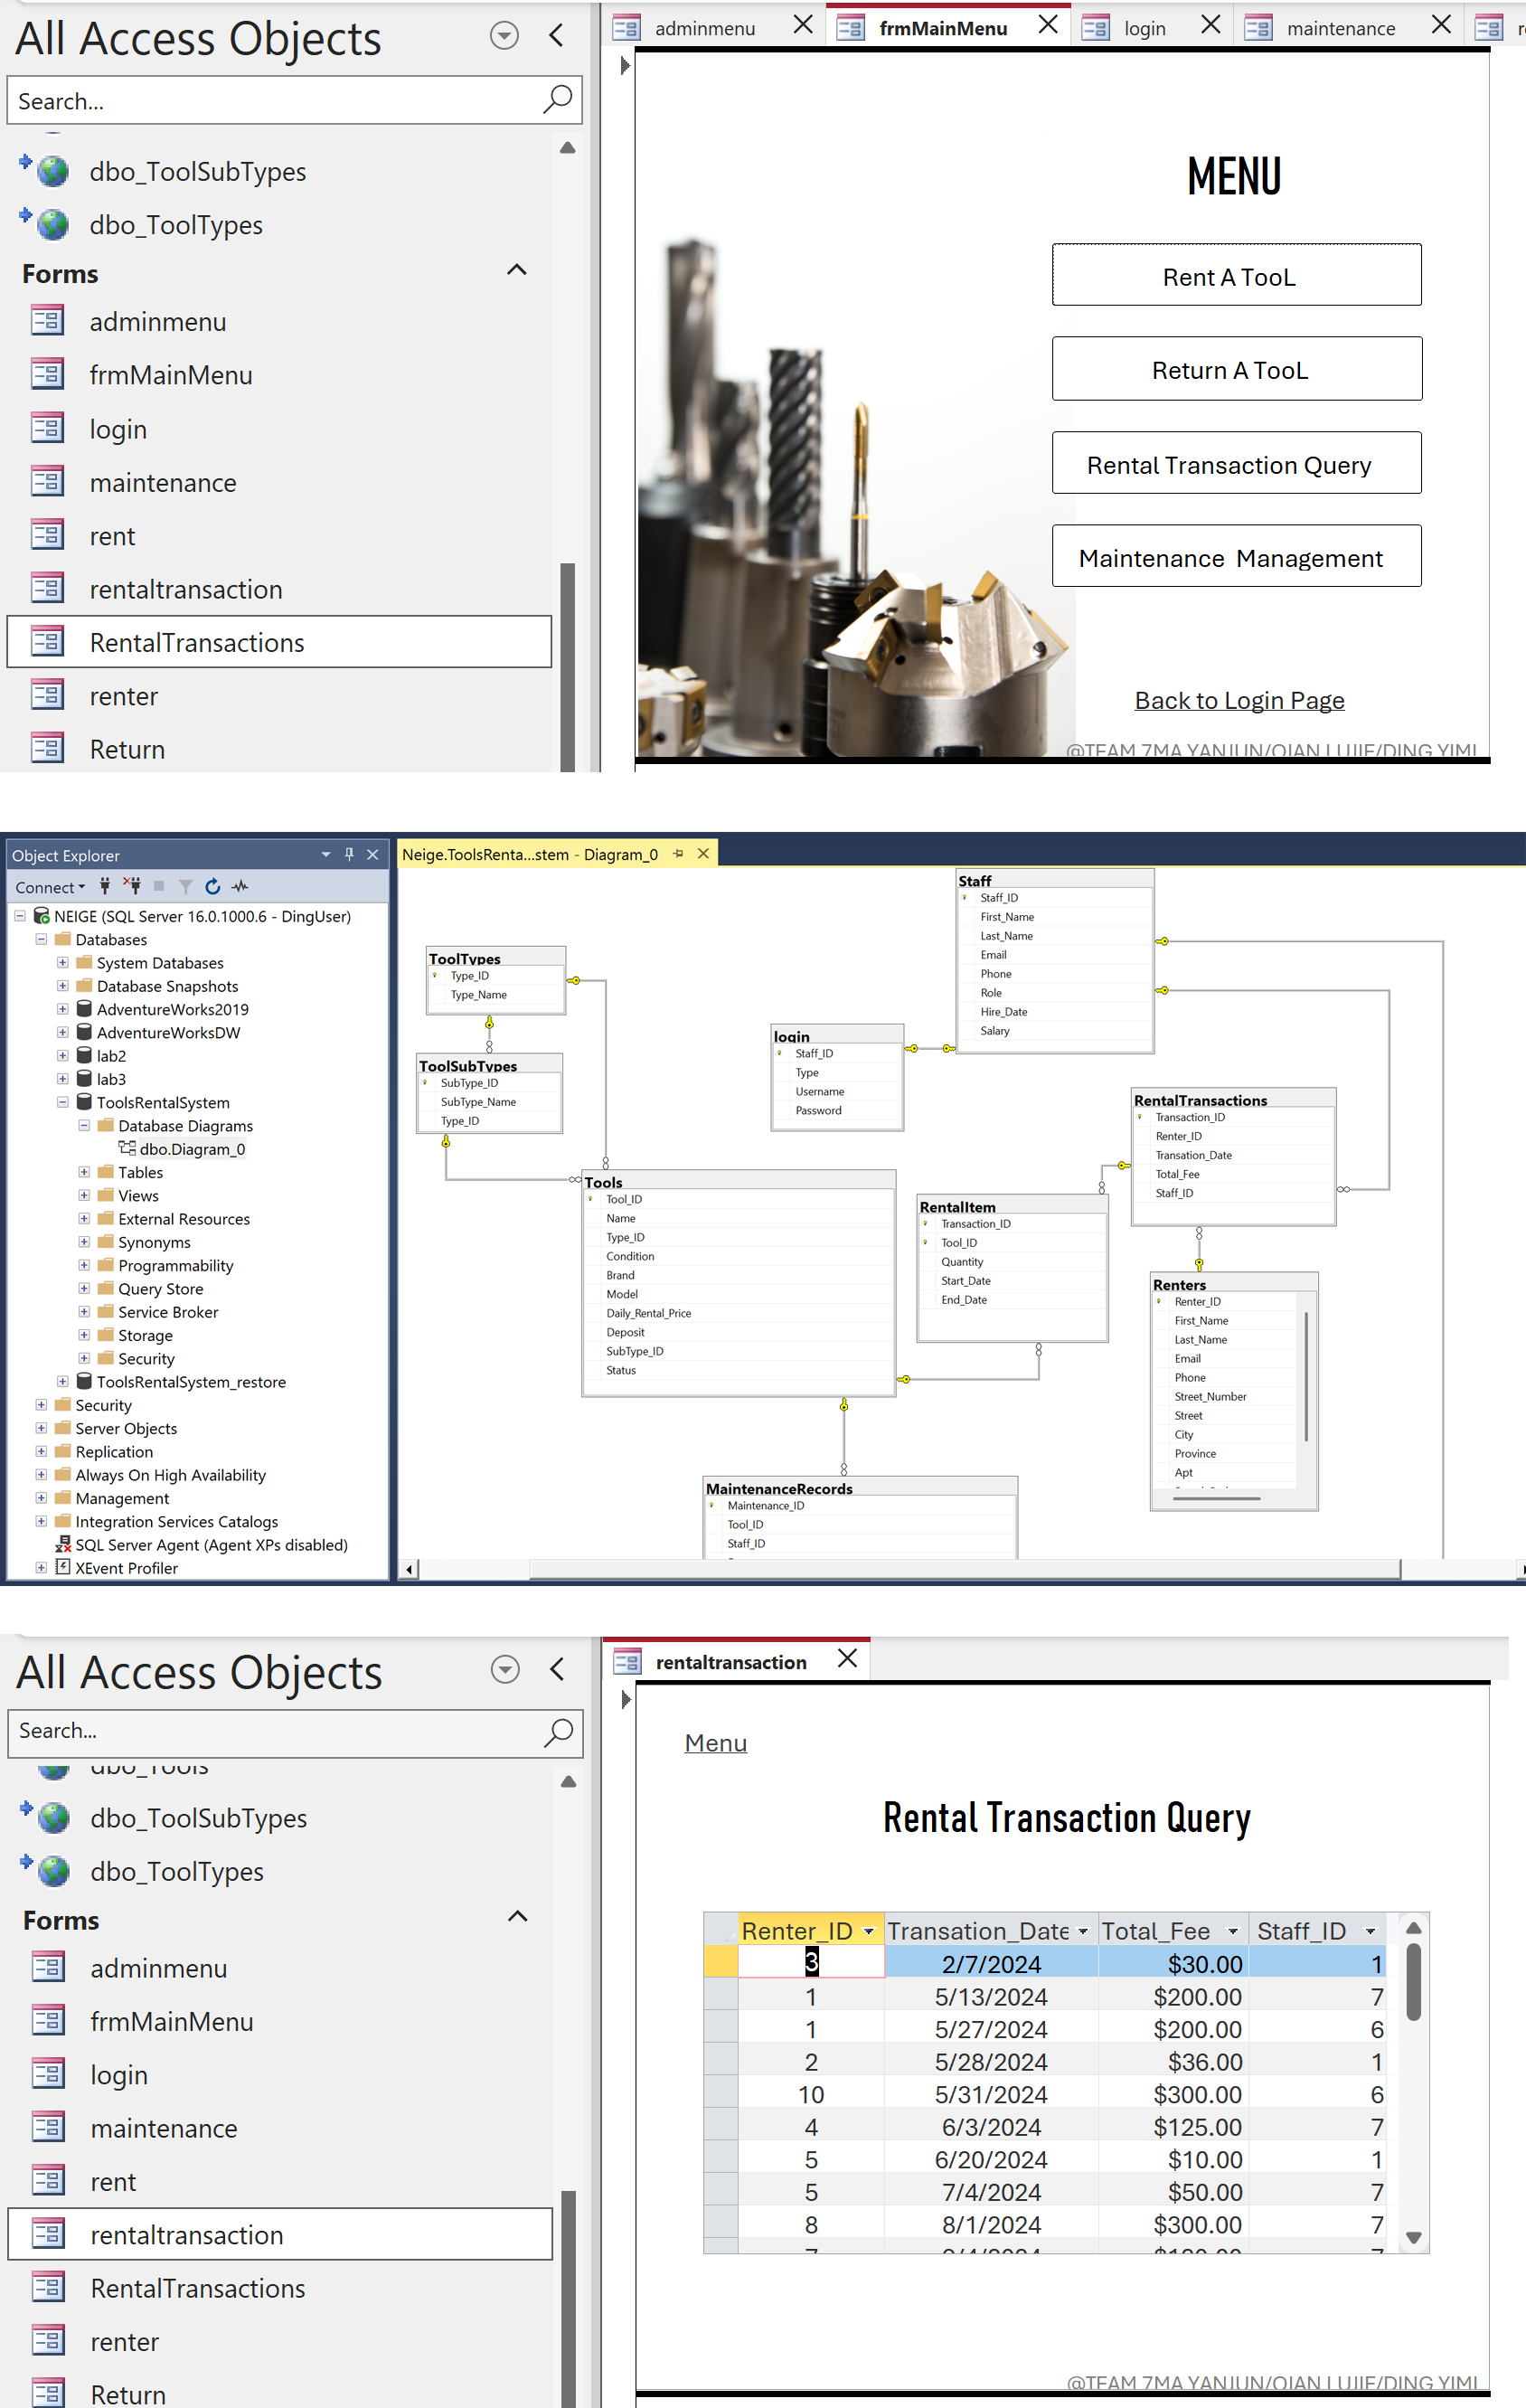 All Access Objects
Search...
dbo_ToolSubTypes
dbo_ToolTypes
Forms
adminmenu
frmMainMenu
login
maintenance
rent
rentaltransaction
RentalTransactions
renter
Return
adminmenu
frmMainMenu
login
maintenance
MENU
Rent A TooL
Return A TooL
Rental Transaction Query
Maintenance Management
Back to Login Page
@TEAM 7MA YANJUN/QIAN LUJIE/DING YIMI
Object Explorer
Connect
NEIGE (SQL Server 16.0.1000.6 - DingUser)
Databases
System Databases
Database Snapshots
AdventureWorks2019
AdventureWorksDW
lab2
lab3
ToolsRentalSystem
Database Diagrams
dbo.Diagram_0
Tables
Views
External Resources
Synonyms
Programmability
Query Store
Service Broker
Storage
Security
ToolsRentalSystem_restore
Security
Server Objects
Replication
Always On High Availability
Management
Integration Services Catalogs
SQL Server Agent (Agent XPs disabled)
XEvent Profiler
Neige.ToolsRenta...stem - Diagram_0
ToolTypes
Type_ID
Type_Name
ToolSubTypes
SubType_ID
SubType_Name
Type_ID
login
Staff_ID
Type
Username
Password
Staff
Staff_ID
First_Name
Last_Name
Email
Phone
Role
Hire_Date
Salary
Tools
Tool_ID
Name
Type_ID
Condition
Brand
Model
Daily_Rental_Price
Deposit
SubType_ID
Status
RentalItem
Transaction_ID
Tool_ID
Quantity
Start_Date
End_Date
RentalTransactions
Transaction_ID
Renter_ID
Transation_Date
Total_Fee
Staff_ID
Renters
Renter_ID
First_Name
Last_Name
Email
Phone
Street_Number
Street
City
Province
Apt
MaintenanceRecords
Maintenance_ID
Tool_ID
Staff_ID
All Access Objects
Search...
dbo_Tools
dbo_ToolSubTypes
dbo_ToolTypes
Forms
adminmenu
frmMainMenu
login
maintenance
rent
rentaltransaction
RentalTransactions
renter
Return
rentaltransaction
Menu
Rental Transaction Query
Renter_ID Transation_Date Total_Fee Staff_ID
3 2/7/2024 $30.00 1
1 5/13/2024 $200.00 7
1 5/27/2024 $200.00 6
2 5/28/2024 $36.00 1
10 5/31/2024 $300.00 6
4 6/3/2024 $125.00 7
5 6/20/2024 $10.00 1
5 7/4/2024 $50.00 7
8 8/1/2024 $300.00 7
@TEAM 7MA YANJUN/QIAN LUJIE/DING YIMI